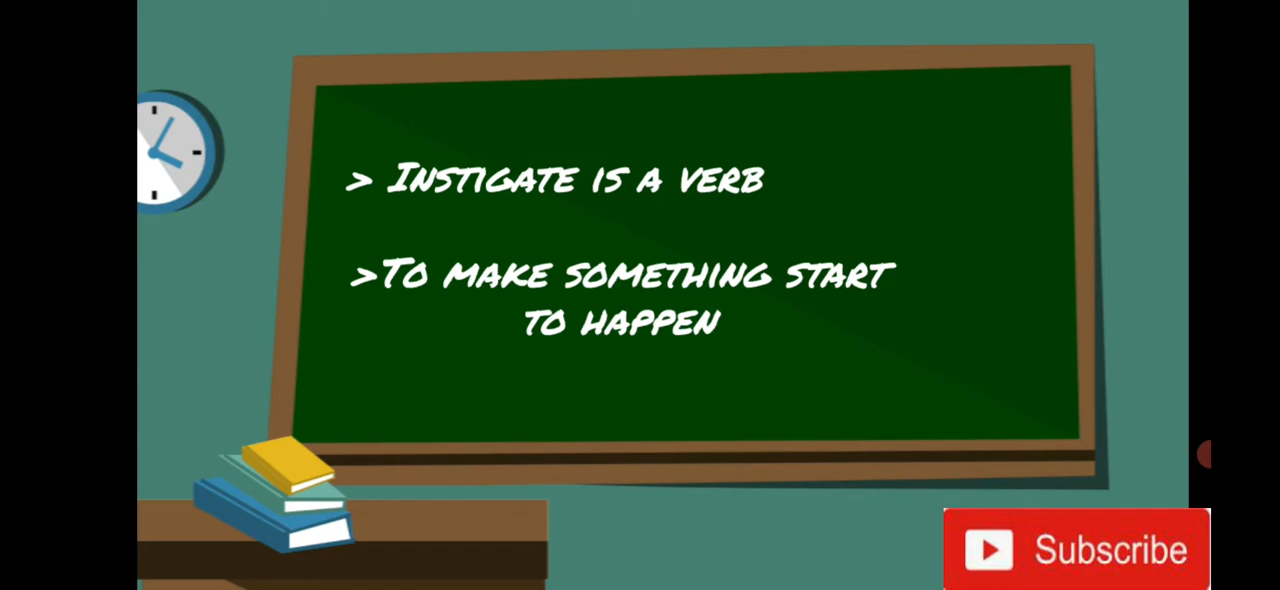 > INSTIGATE IS A VERB
>TO MAKE SOMETHING START
TO HAPPEN
Subscribe